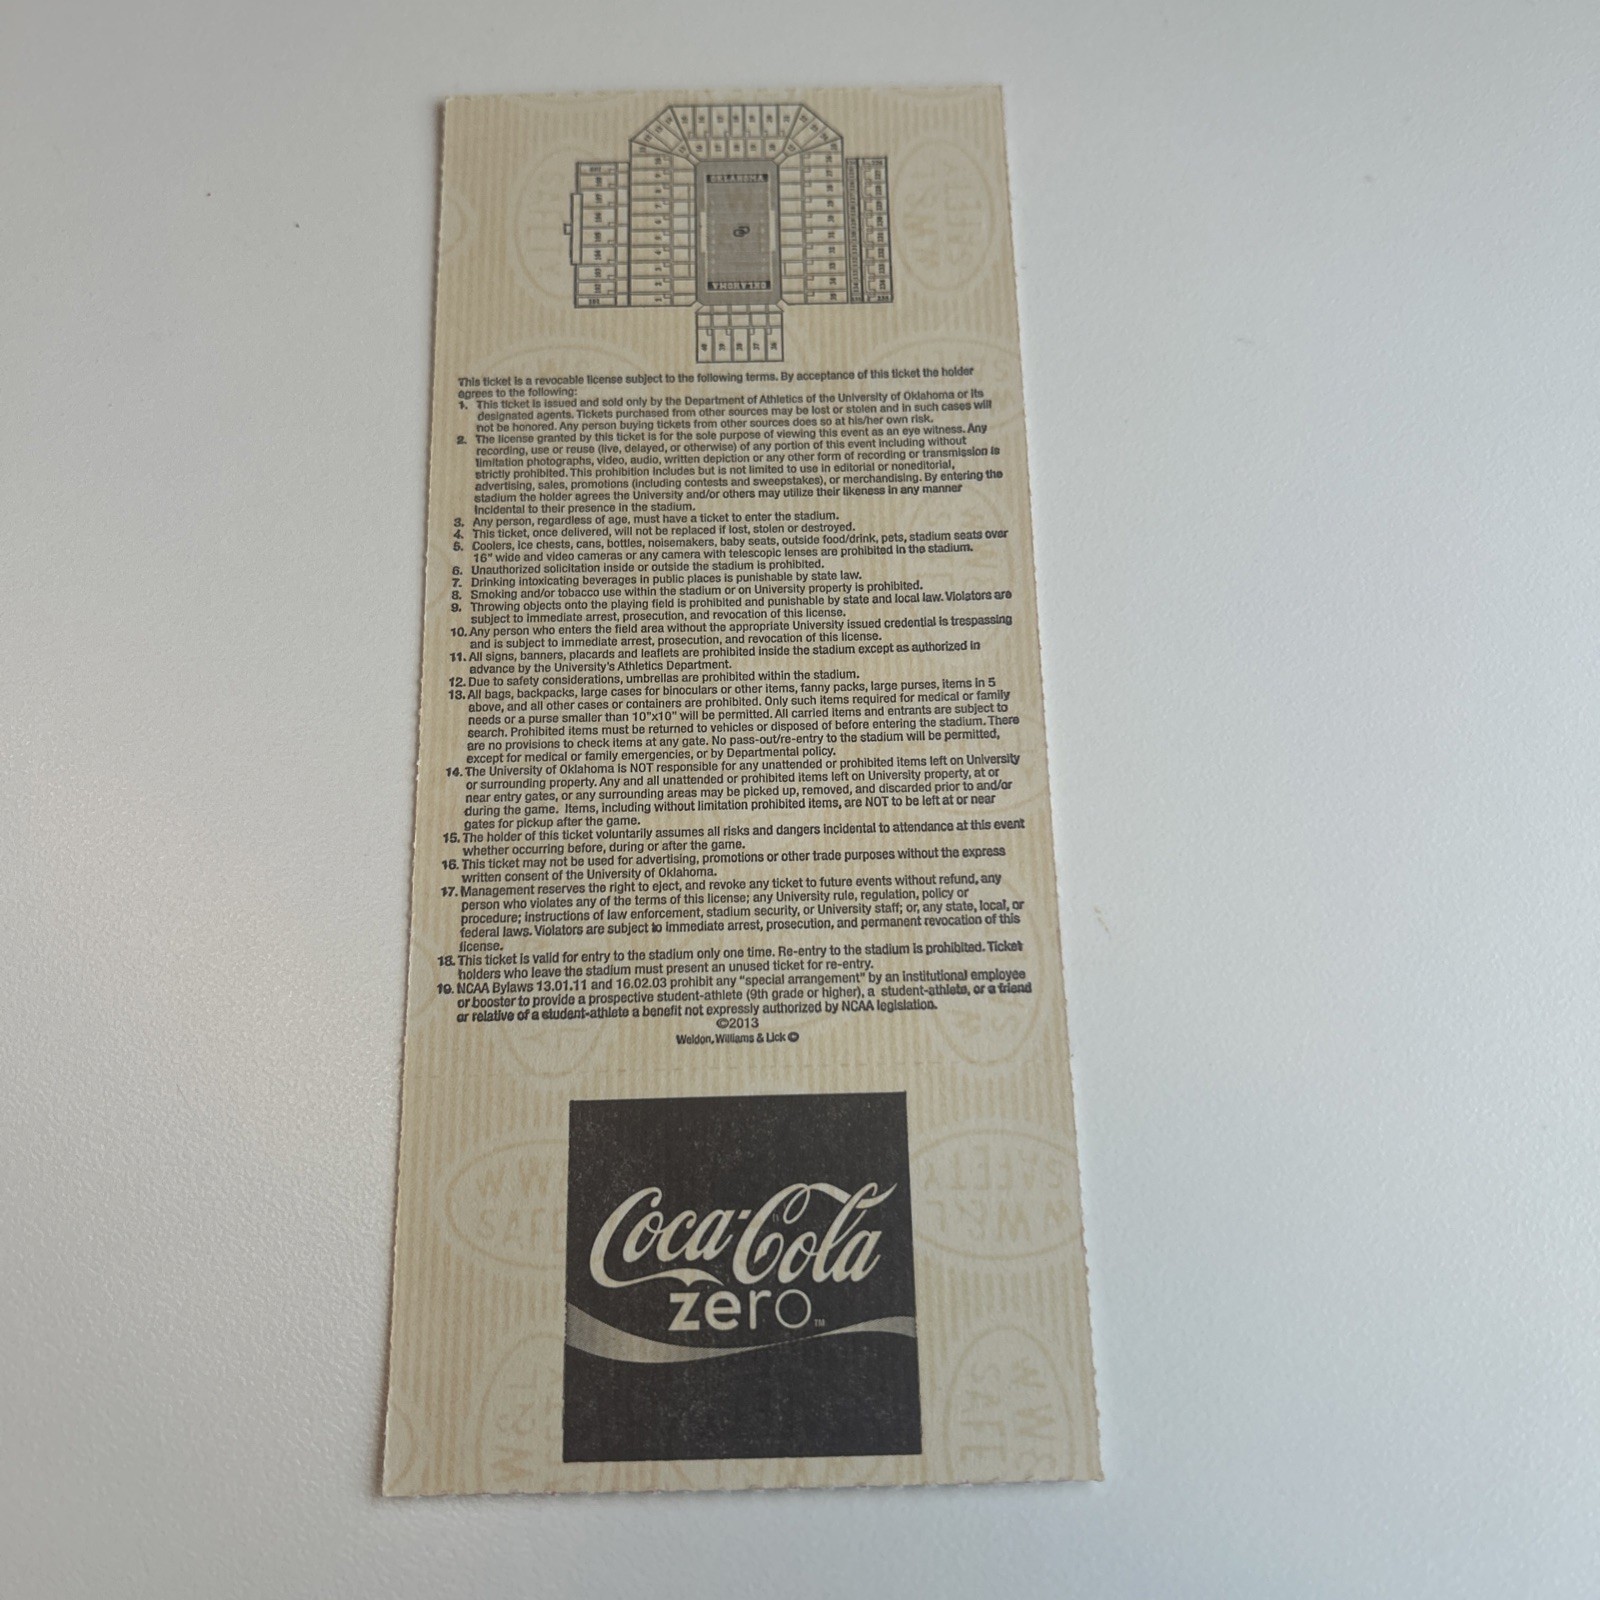 OKLAHOMA
OKLAHOMA
This ticket is a revocable license subject to the following terms. By acceptance of this ticket the holder
agrees to the following:
1. This ticket is issued and sold only by the Department of Athletics of the University of Oklahoma or its
designated agents. Tickets purchased from other sources may be lost or stolen and in such cases will
not be honored. Any person buying tickets from other sources does so at his/her own risk.
2. The license granted by this ticket is for the sole purpose of viewing this event as an eye witness. Any
recording, use or reuse (live, delayed, or otherwise) of any portion of this event including without
limitation photographs, video, audio, written depiction or any other form of recording or transmission is
strictly prohibited. This prohibition includes but is not limited to use in editorial or noneditorial,
advertising, sales, promotions (including contests and sweepstakes), or merchandising. By entering the
stadium the holder agrees the University and/or others may utilize their likeness in any manner
incidental to their presence in the stadium.
3. Any person, regardless of age, must have a ticket to enter the stadium.
4. This ticket, once delivered, will not be replaced if lost, stolen or destroyed.
5. Coolers, ice chests, cans, bottles, noisemakers, baby seats, outside food/drink, pets, stadium seats over
16" wide and video cameras or any camera with telescopic lenses are prohibited in the stadium.
6. Unauthorized solicitation inside or outside the stadium is prohibited.
7. Drinking intoxicating beverages in public places is punishable by state law.
8. Smoking and/or tobacco use within the stadium or on University property is prohibited.
9. Throwing objects onto the playing field is prohibited and punishable by state and local law. Violators are
subject to immediate arrest, prosecution, and revocation of this license.
10. Any person who enters the field area without the appropriate University issued credential is trespassing
and is subject to immediate arrest, prosecution, and revocation of this license.
11. All signs, banners, placards and leaflets are prohibited inside the stadium except as authorized in
advance by the University's Athletics Department.
12. Due to safety considerations, umbrellas are prohibited within the stadium.
13. All bags, backpacks, large cases for binoculars or other items, fanny packs, large purses, items in 5
above, and all other cases or containers are prohibited. Only such items required for medical or family
needs or a purse smaller than 10"x10" will be permitted. All carried items and entrants are subject to
search. Prohibited items must be returned to vehicles or disposed of before entering the stadium. There
are no provisions to check items at any gate. No pass-out/re-entry to the stadium will be permitted,
except for medical or family emergencies, or by Departmental policy.
14. The University of Oklahoma is NOT responsible for any unattended or prohibited items left on University
or surrounding property. Any and all unattended or prohibited items left on University property, at or
near entry gates, or any surrounding areas may be picked up, removed, and discarded prior to and/or
during the game. Items, including without limitation prohibited items, are NOT to be left at or near
gates for pickup after the game.
15. The holder of this ticket voluntarily assumes all risks and dangers incidental to attendance at this event
whether occurring before, during or after the game.
16. This ticket may not be used for advertising, promotions or other trade purposes without the express
written consent of the University of Oklahoma.
17. Management reserves the right to eject, and revoke any ticket to future events without refund, any
person who violates any of the terms of this license; any University rule, regulation, policy or
procedure; instructions of law enforcement, stadium security, or University staff; or, any state, local, or
federal laws. Violators are subject to immediate arrest, prosecution, and permanent revocation of this
license.
18. This ticket is valid for entry to the stadium only one time. Re-entry to the stadium is prohibited. Ticket
holders who leave the stadium must present an unused ticket for re-entry.
19. NCAA Bylaws 13.01.11 and 16.02.03 prohibit any "special arrangement" by an institutional employee
or booster to provide a prospective student-athlete (9th grade or higher), a student-athlete, or a friend
or relative of a student-athlete a benefit not expressly authorized by NCAA legislation.
©2013
Weldon, Williams & Lick ©
Coca-Cola
zero™